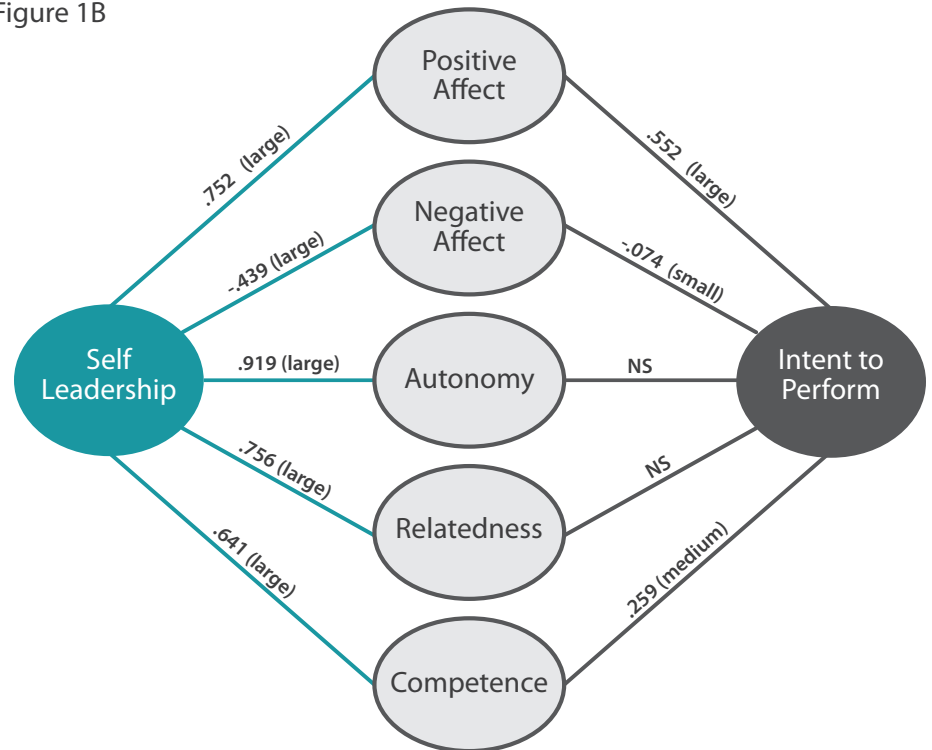 Figure 1B
Positive
Affect
.752 (large)
.552 (large)
Negative
Affect
-.439 (large)
-.074 (small)
Self
Leadership
.919 (large)
Autonomy
NS
Intent to
Perform
.756 (large)
Relatedness
NS
.641 (large)
.259 (medium)
Competence